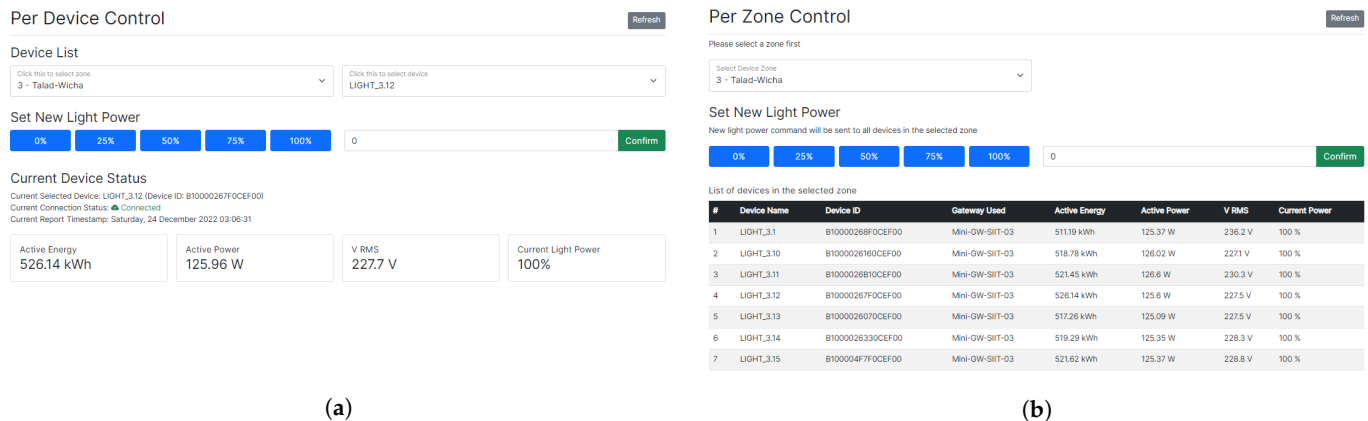 Per Device Control
Refresh
Device List
Click this to select zone
3 - Talad-Wicha
Click this to select device
LIGHT_3.12
Set New Light Power
0% 25% 50% 75% 100% 0 Confirm
Current Device Status
Current Selected Device: LIGHT_3.12 (Device ID: B10000267F0CEF00)
Current Connection Status: Connected
Current Report Timestamp: Saturday, 24 December 2022 03:06:31
Active Energy
526.14 kWh
Active Power
125.96 W
V RMS
227.7 V
Current Light Power
100%
(a)
Per Zone Control
Refresh
Please select a zone first
Select Device Zone
3 - Talad-Wicha
Set New Light Power
New light power command will be sent to all devices in the selected zone
0% 25% 50% 75% 100% 0 Confirm
List of devices in the selected zone
# Device Name Device ID Gateway Used Active Energy Active Power V RMS Current Power
1 LIGHT_3.1 B10000268F0CEF00 Mini-GW-SIIT-03 511.19 kWh 125.37 W 236.2 V 100 %
2 LIGHT_3.10 B1000026160CEF00 Mini-GW-SIIT-03 518.78 kWh 126.02 W 227.1 V 100 %
3 LIGHT_3.11 B1000026B10CEF00 Mini-GW-SIIT-03 521.45 kWh 126.6 W 230.3 V 100 %
4 LIGHT_3.12 B10000267F0CEF00 Mini-GW-SIIT-03 526.14 kWh 125.6 W 227.5 V 100 %
5 LIGHT_3.13 B1000026070CEF00 Mini-GW-SIIT-03 517.26 kWh 125.09 W 227.5 V 100 %
6 LIGHT_3.14 B1000026330CEF00 Mini-GW-SIIT-03 519.29 kWh 125.35 W 228.3 V 100 %
7 LIGHT_3.15 B100004F7F0CEF00 Mini-GW-SIIT-03 521.62 kWh 125.37 W 228.8 V 100 %
(b)